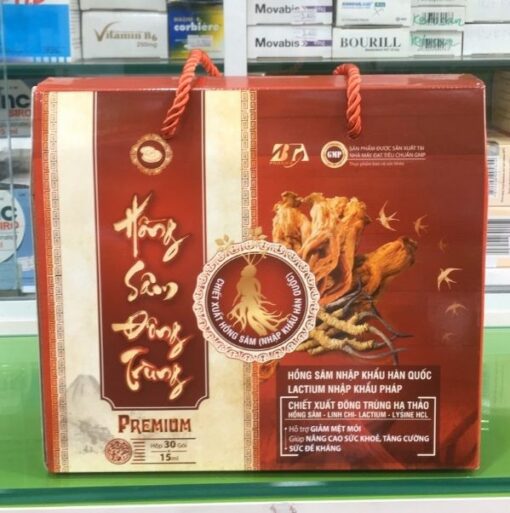 Vitamin B6
250mg
corbière
Movabis
Movabis
BOURILL
BTA
GMP
SẢN PHẨM ĐƯỢC SẢN XUẤT TẠI
NHÀ MÁY ĐẠT TIÊU CHUẨN GMP
Hồng
Sâm
Đông
Trùng
PREMIUM
Hộp 30 Gói
15ml
CHIẾT XUẤT HỒNG SÂM (NHẬP KHẨU HÀN QUỐC)
HỒNG SÂM NHẬP KHẨU HÀN QUỐC
LACTIUM NHẬP KHẨU PHÁP
CHIẾT XUẤT ĐÔNG TRÙNG HẠ THẢO
HỒNG SÂM - LINH CHI- LACTIUM - LYSINE HCL
• Hỗ trợ GIẢM MỆT MỎI
Giúp NÂNG CAO SỨC KHOẺ, TĂNG CƯỜNG
• SỨC ĐỀ KHÁNG